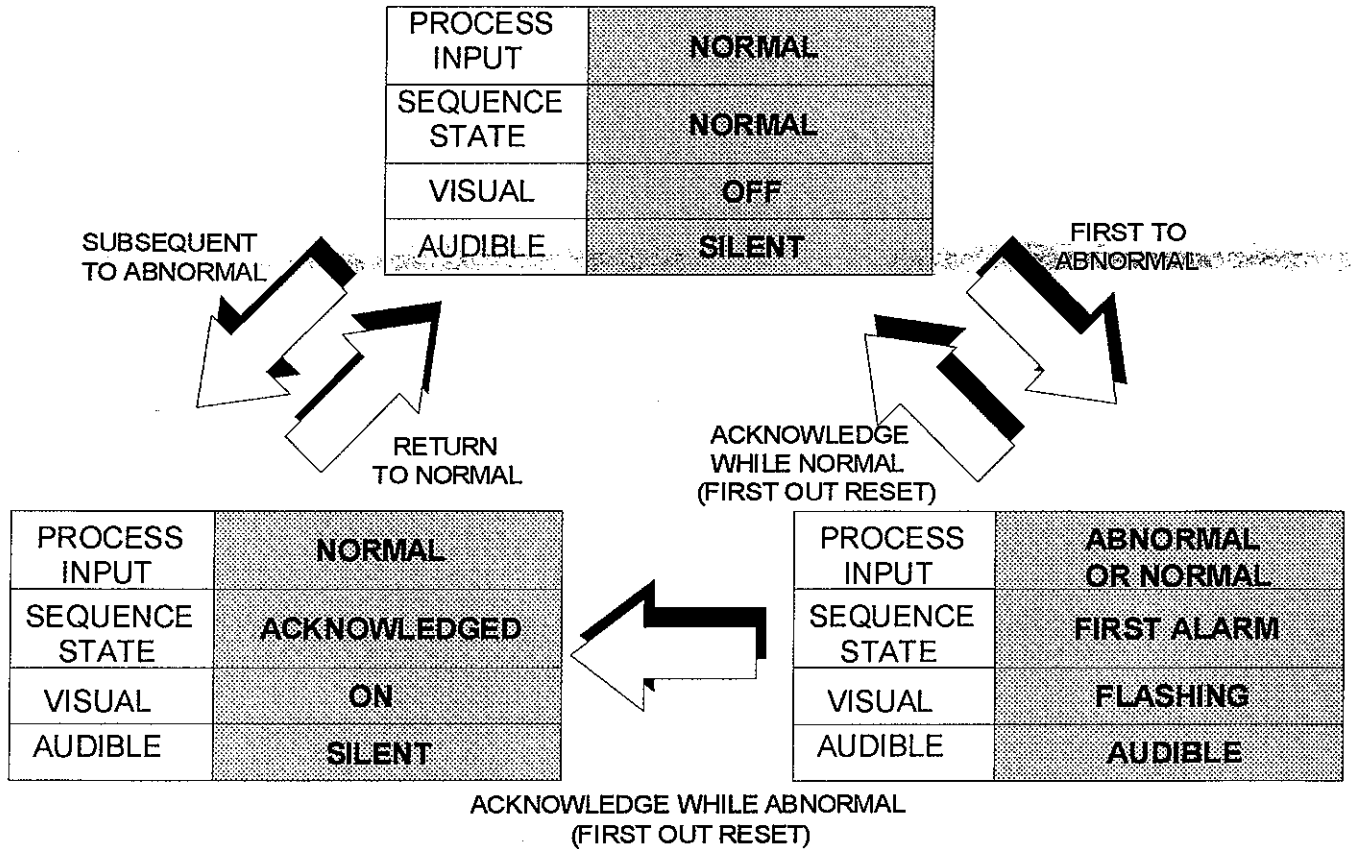 PROCESS
INPUT
NORMAL
SEQUENCE
STATE
NORMAL
VISUAL
OFF
AUDIBLE
SILENT
SUBSEQUENT
TO ABNORMAL
FIRST TO
ABNORMAL
RETURN
TO NORMAL
ACKNOWLEDGE
WHILE NORMAL
(FIRST OUT RESET)
PROCESS
INPUT
NORMAL
SEQUENCE
STATE
ACKNOWLEDGED
VISUAL
ON
AUDIBLE
SILENT
PROCESS
INPUT
ABNORMAL
OR NORMAL
SEQUENCE
STATE
FIRST ALARM
VISUAL
FLASHING
AUDIBLE
AUDIBLE
ACKNOWLEDGE WHILE ABNORMAL
(FIRST OUT RESET)